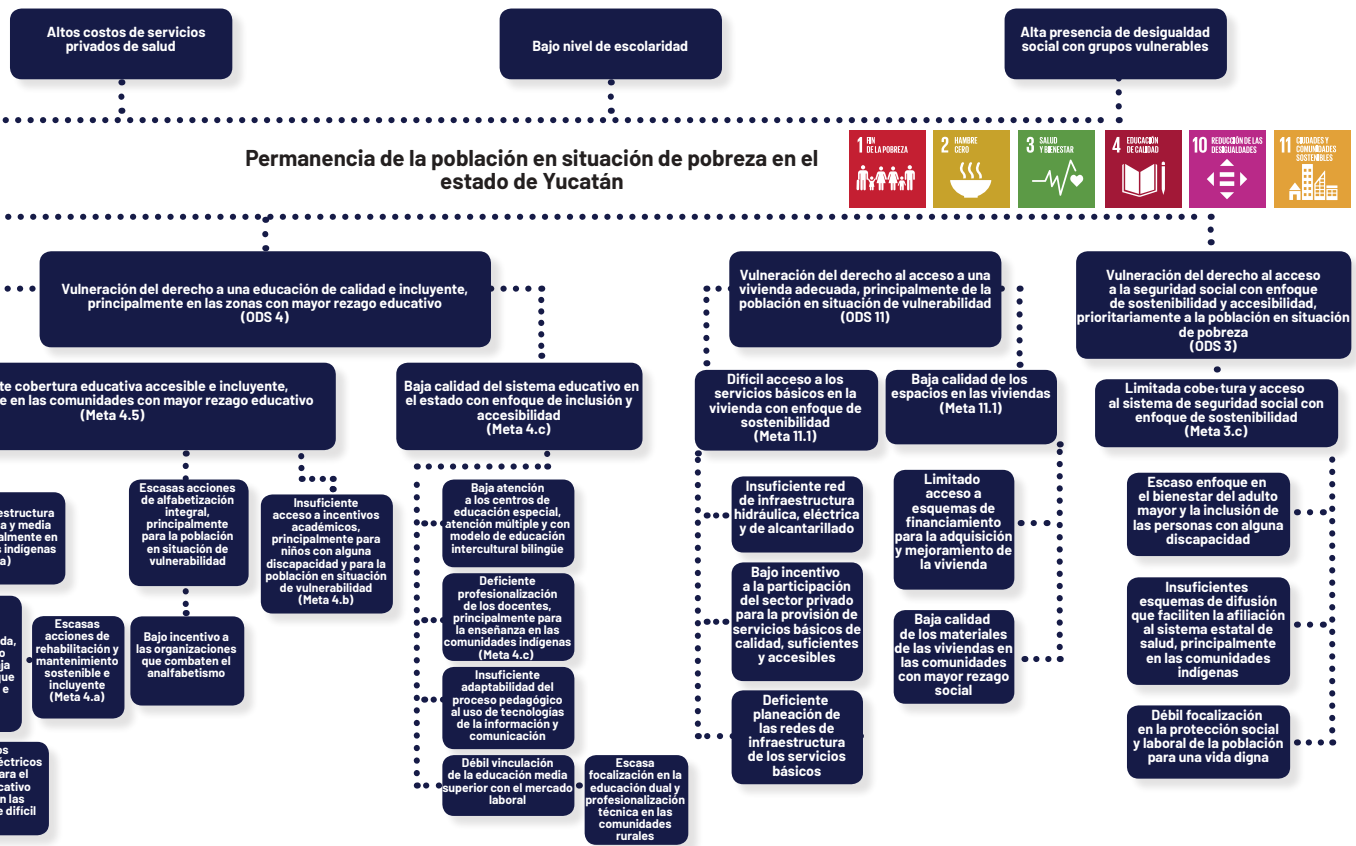 Altos costos de servicios
privados de salud
Bajo nivel de escolaridad
Alta presencia de desigualdad
social con grupos vulnerables
Permanencia de la población en situación de pobreza en el
estado de Yucatán
1 FIN
DE LA POBREZA
2 HAMBRE
CERO
3 SALUD
Y BIENESTAR
4 EDUCACIÓN
DE CALIDAD
10 REDUCCIÓN DE LAS
DESIGUALDADES
11 CIUDADES Y
COMUNIDADES
SOSTENIBLES
Vulneración del derecho a una educación de calidad e incluyente,
principalmente en las zonas con mayor rezago educativo
(ODS 4)
Vulneración del derecho al acceso a una
vivienda adecuada, principalmente de la
población en situación de vulnerabilidad
(ODS 11)
Vulneración del derecho al acceso
a la seguridad social con enfoque
de sostenibilidad y accesibilidad,
prioritariamente a la población en situación
de pobreza
(ODS 3)
te cobertura educativa accesible e incluyente,
e en las comunidades con mayor rezago educativo
(Meta 4.5)
Baja calidad del sistema educativo en
el estado con enfoque de inclusión y
accesibilidad
(Meta 4.c)
Difícil acceso a los
servicios básicos en la
vivienda con enfoque de
sostenibilidad
(Meta 11.1)
Baja calidad de los
espacios en las viviendas
(Meta 11.1)
Limitada cobertura y acceso
al sistema de seguridad social con
enfoque de sostenibilidad
(Meta 3.c)
estructura
a y media
almente en
s indígenas
a)
Escasas acciones
de alfabetización
integral,
principalmente
para la población
en situación de
vulnerabilidad
Insuficiente
acceso a incentivos
académicos,
principalmente para
niños con alguna
discapacidad y para la
población en situación
de vulnerabilidad
(Meta 4.b)
Baja atención
a los centros de
educación especial,
atención múltiple y con
modelo de educación
intercultural bilingüe
Insuficiente red
de infraestructura
hidráulica, eléctrica
y de alcantarillado
Limitado
acceso a
esquemas de
financiamiento
para la adquisición
y mejoramiento de
la vivienda
Escaso enfoque en
el bienestar del adulto
mayor y la inclusión de
las personas con alguna
discapacidad
da,
o
ja
que
e
Escasas
acciones de
rehabilitación y
mantenimiento
sostenible e
incluyente
(Meta 4.a)
Bajo incentivo a
las organizaciones
que combaten el
analfabetismo
Deficiente
profesionalización
de los docentes,
principalmente para
la enseñanza en las
comunidades indígenas
(Meta 4.c)
Bajo incentivo
a la participación
del sector privado
para la provisión de
servicios básicos de
calidad, suficientes
y accesibles
Baja calidad
de los materiales
de las viviendas en
las comunidades
con mayor rezago
social
Insuficientes
esquemas de difusión
que faciliten la afiliación
al sistema estatal de
salud, principalmente
en las comunidades
indígenas
Insuficiente
adaptabilidad del
proceso pedagógico
al uso de tecnologías
de la información y
comunicación
Deficiente
planeación de
las redes de
infraestructura
de los servicios
básicos
Débil focalización
en la protección social
y laboral de la población
para una vida digna
os
éctricos
ara el
cativo
n las
e difícil
Débil vinculación
de la educación media
superior con el mercado
laboral
Escasa
focalización en la
educación dual y
profesionalización
técnica en las
comunidades
rurales